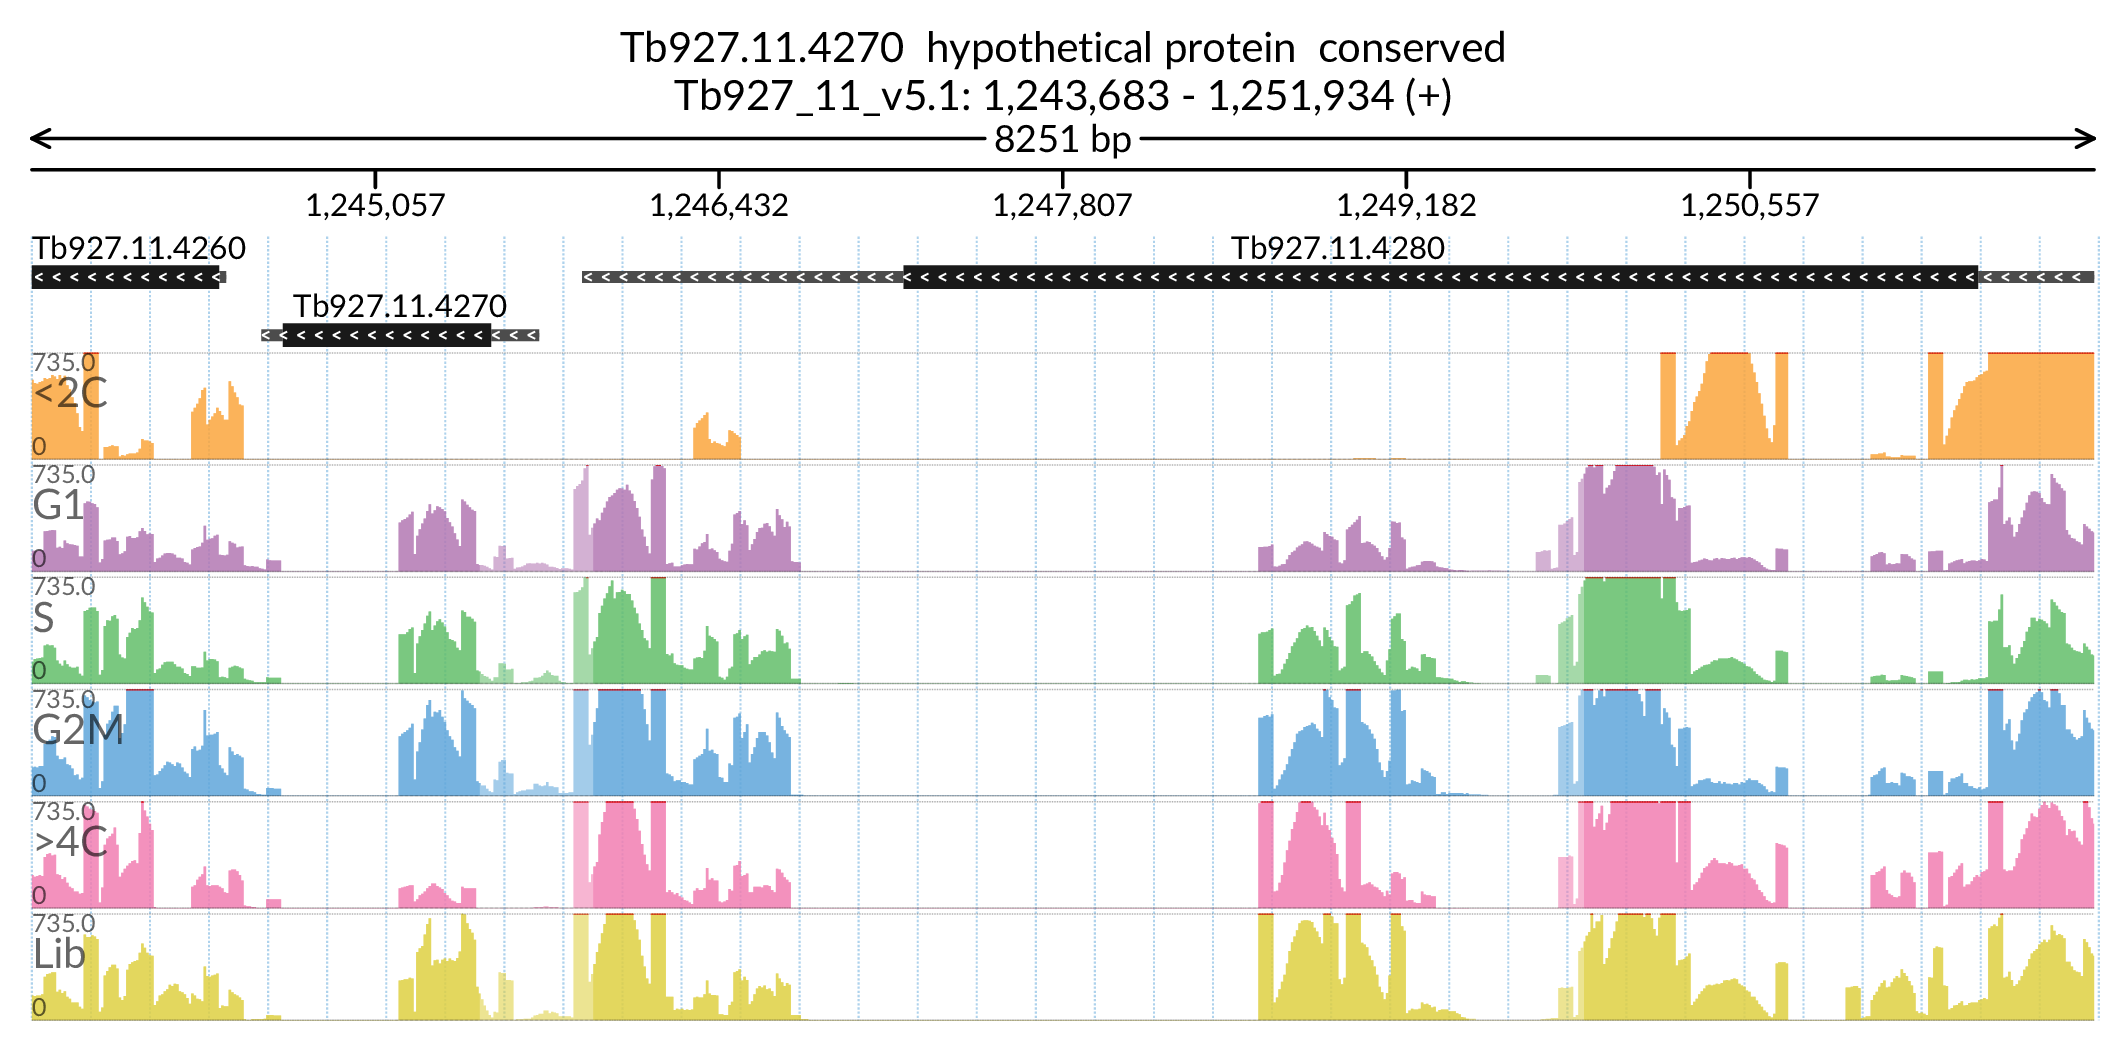 Tb927.11.4270  hypothetical protein  conserved
Tb927_11_v5.1: 1,243,683 - 1,251,934 (+)
8251 bp
1,245,057 1,246,432 1,247,807 1,249,182 1,250,557
Tb927.11.4260 Tb927.11.4280
Tb927.11.4270
735.0
<2C
0
735.0
G1
0
735.0
S
0
735.0
G2M
0
735.0
>4C
0
735.0
Lib
0